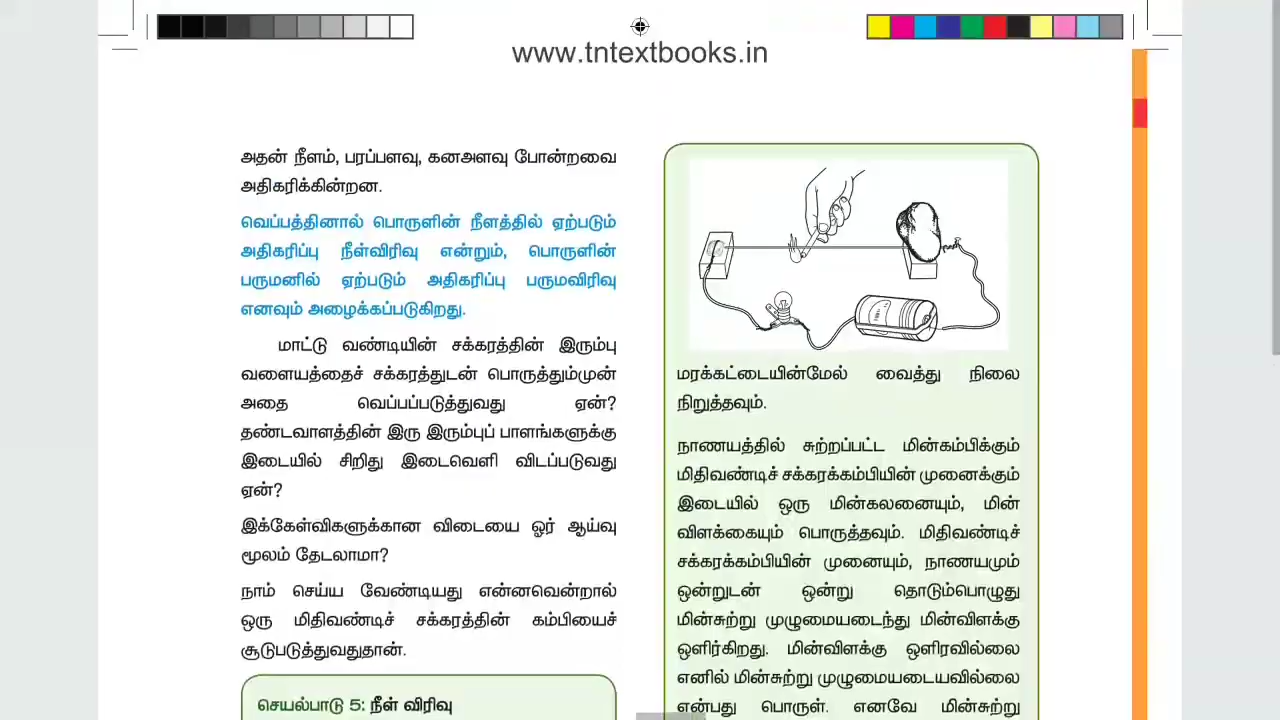 www.tntextbooks.in
அதன் நீளம், பரப்பளவு, கனஅளவு போன்றவை
அதிகரிக்கின்றன.
வெப்பத்தினால் பொருளின் நீளத்தில் ஏற்படும்
அதிகரிப்பு நீள்விரிவு என்றும், பொருளின்
பருமனில் ஏற்படும் அதிகரிப்பு பருமவிரிவு
எனவும் அழைக்கப்படுகிறது.
மாட்டு வண்டியின் சக்கரத்தின் இரும்பு
வளையத்தைச் சக்கரத்துடன் பொருத்தும்முன்
அதை வெப்பப்படுத்துவது ஏன்?
தண்டவாளத்தின் இரு இரும்புப் பாளங்களுக்கு
இடையில் சிறிது இடைவெளி விடப்படுவது
ஏன்?
இக்கேள்விகளுக்கான விடையை ஓர் ஆய்வு
மூலம் தேடலாமா?
நாம் செய்ய வேண்டியது என்னவென்றால்
ஒரு மிதிவண்டிச் சக்கரத்தின் கம்பியைச்
சூடுபடுத்துவதுதான்.
செயல்பாடு 5: நீள் விரிவு
மரக்கட்டையின்மேல் வைத்து நிலை
நிறுத்தவும்.
நாணயத்தில் சுற்றப்பட்ட மின்கம்பிக்கும்
மிதிவண்டிச் சக்கரக்கம்பியின் முனைக்கும்
இடையில் ஒரு மின்கலனையும், மின்
விளக்கையும் பொருத்தவும். மிதிவண்டிச்
சக்கரக்கம்பியின் முனையும், நாணயமும்
ஒன்றுடன் ஒன்று தொடும்பொழுது
மின்சுற்று முழுமையடைந்து மின்விளக்கு
ஒளிர்கிறது. மின்விளக்கு ஒளிரவில்லை
எனில் மின்சுற்று முழுமையடையவில்லை
என்பது பொருள். எனவே மின்சுற்று